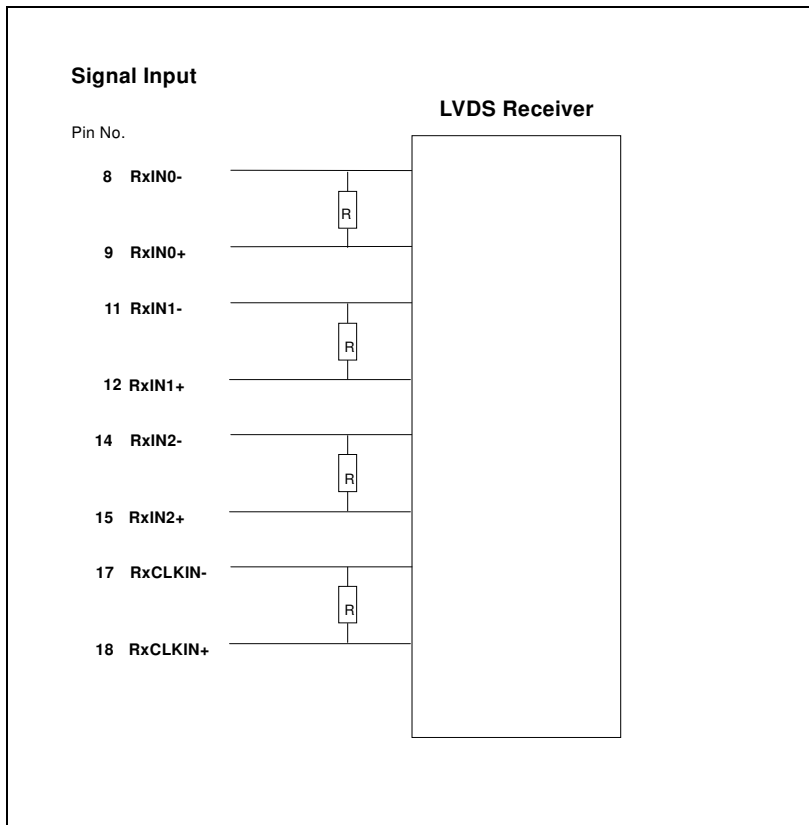 Signal Input
LVDS Receiver
Pin No.
8 RxIN0-
R
9 RxIN0+
11 RxIN1-
R
12 RxIN1+
14 RxIN2-
R
15 RxIN2+
17 RxCLKIN-
R
18 RxCLKIN+